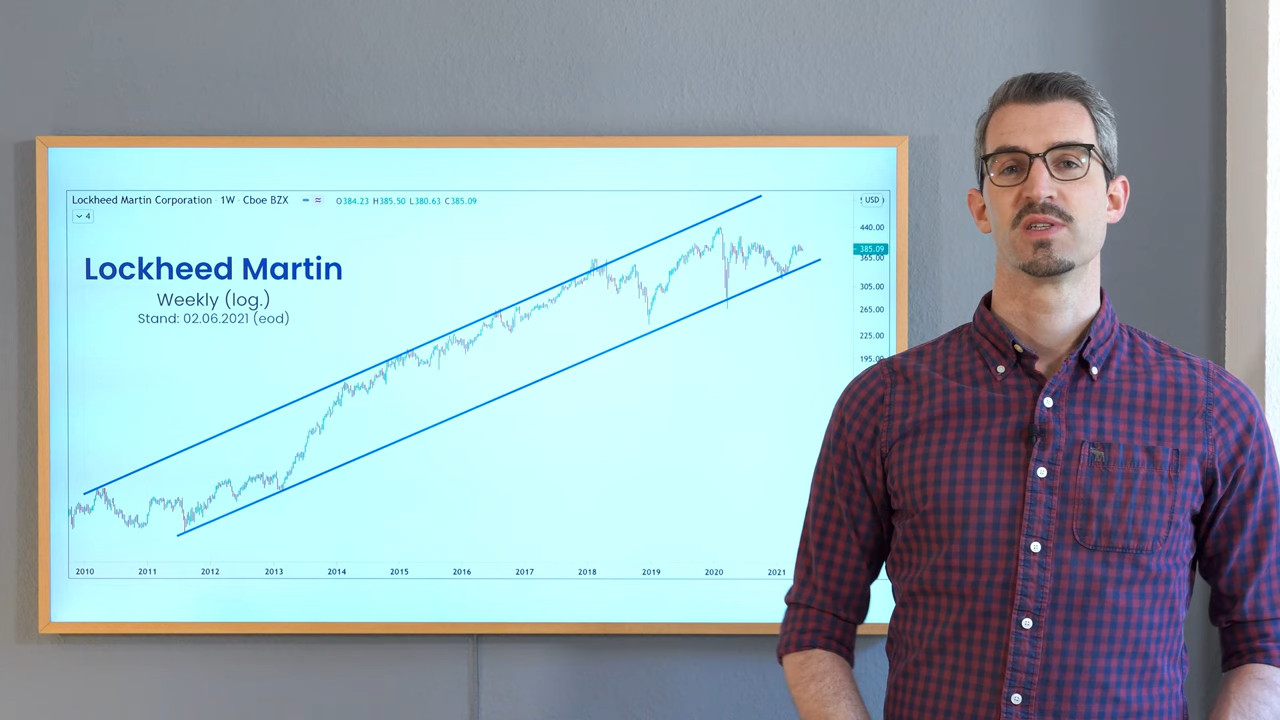 Lockheed Martin Corporation · 1W · Cboe BZX O384.23 H385.50 L380.63 C385.09
USD
4
440.00
Lockheed Martin
385.09
365.00
Weekly (log.)
305.00
Stand: 02.06.2021 (eod)
265.00
225.00
195.00
2010 2011 2012 2013 2014 2015 2016 2017 2018 2019 2020 2021